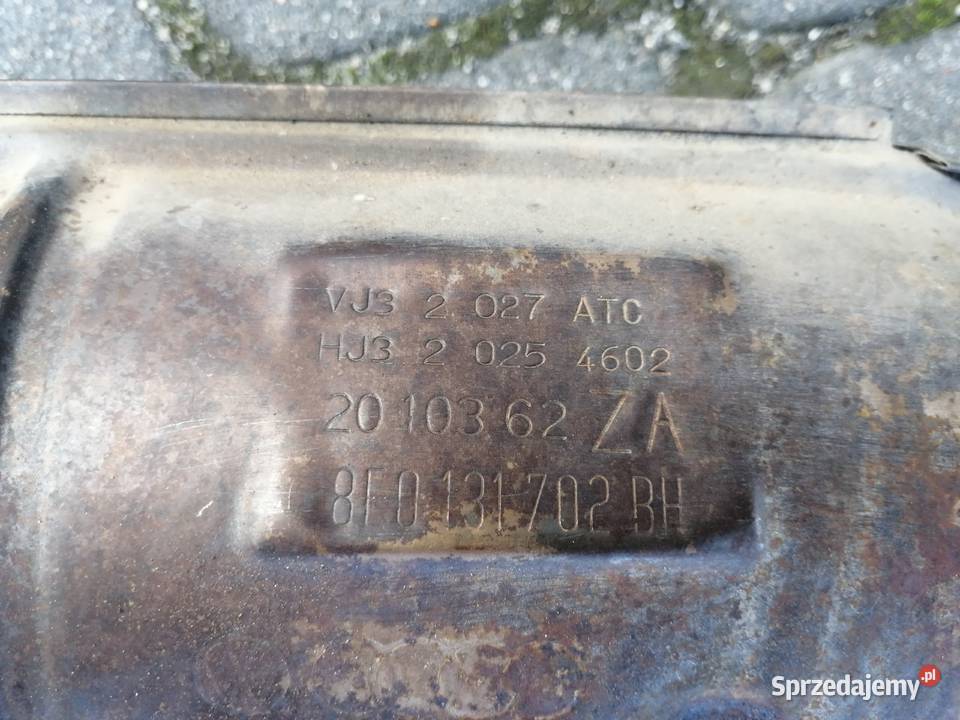 VJ3 2 027 ATC
HJ3 2 025 4602
20 103 62 ZA
8E0 131 702 BH
Sprzedajemy.pl